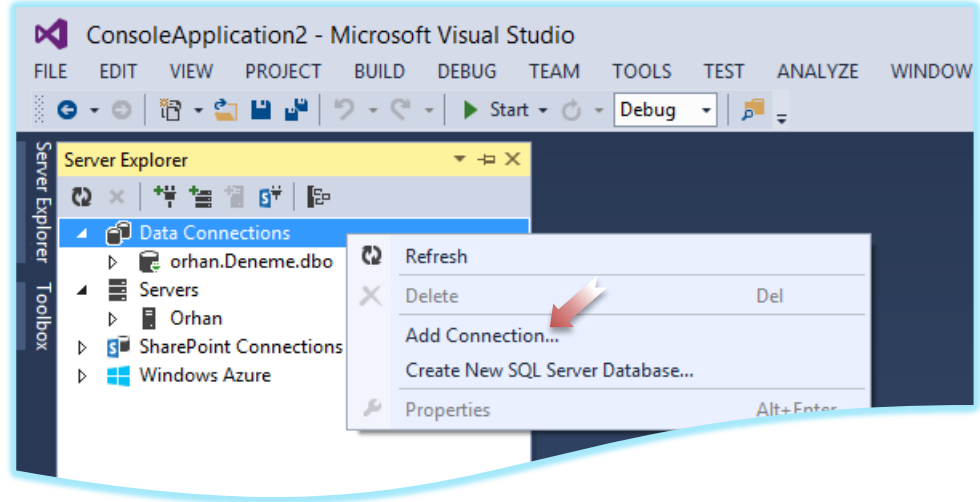 ConsoleApplication2 - Microsoft Visual Studio
FILE EDIT VIEW PROJECT BUILD DEBUG TEAM TOOLS TEST ANALYZE WINDOW
Start Debug
Server Explorer
Toolbox
Server Explorer
Data Connections
orhan.Deneme.dbo
Servers
Orhan
SharePoint Connections
Windows Azure
Refresh
Delete Del
Add Connection...
Create New SQL Server Database...
Properties Alt+Enter